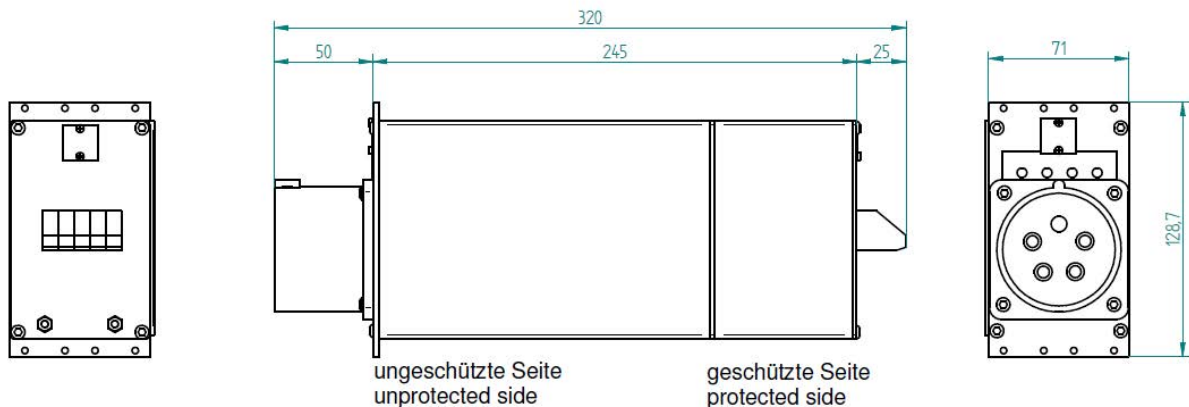 320
50
245
25
71
128,7
ungeschützte Seite
unprotected side
geschützte Seite
protected side